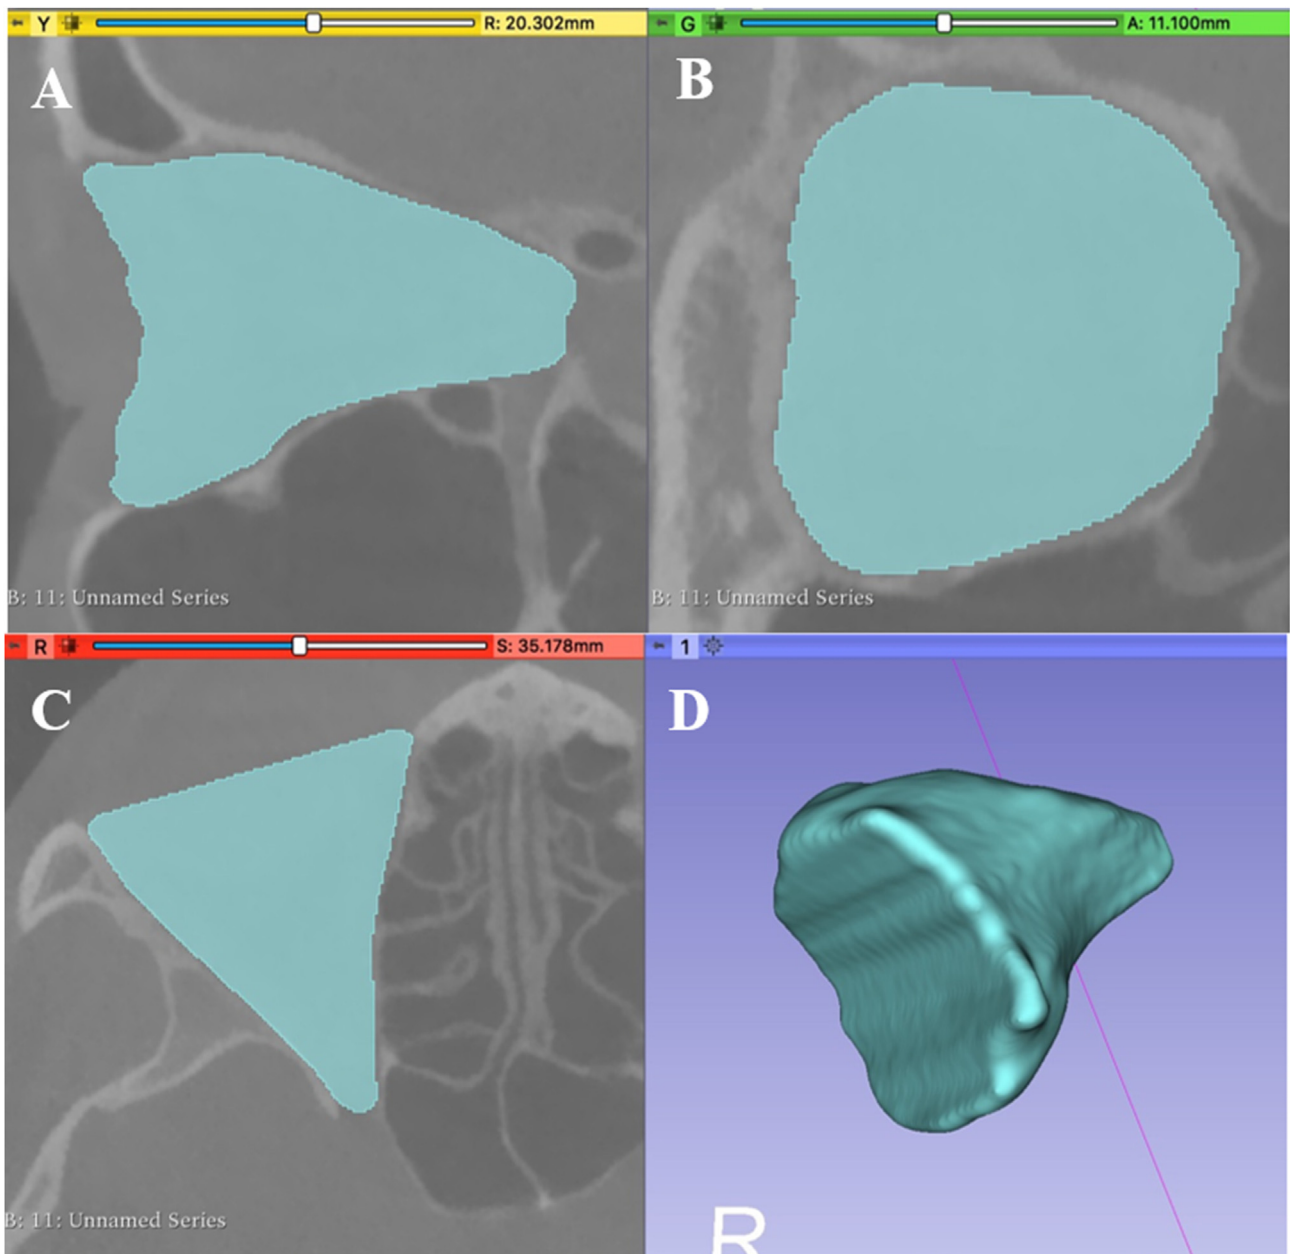 Y R: 20.302mm
G A: 11.100mm
A
B
B: 11: Unnamed Series
B: 11: Unnamed Series
R S: 35.178mm
1
C
D
B: 11: Unnamed Series
R